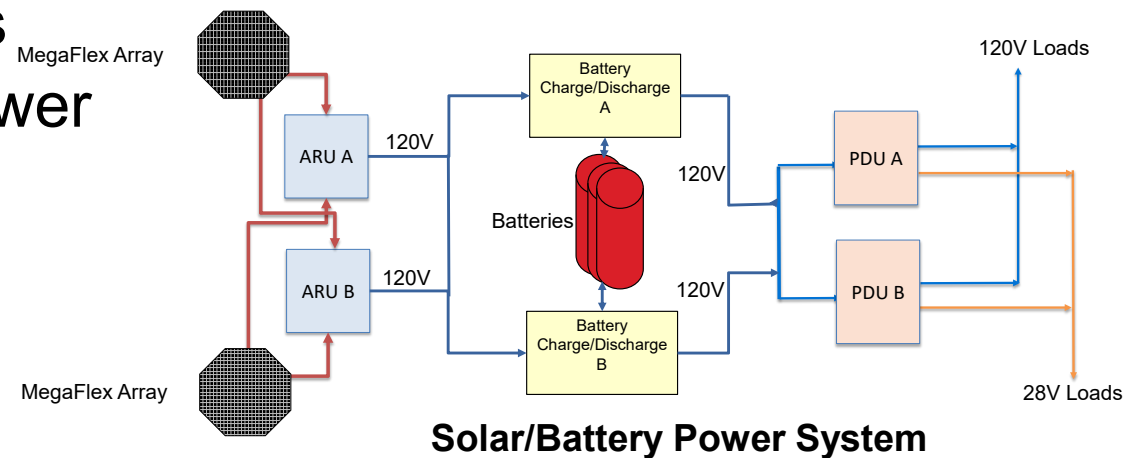 s
MegaFlex Array
wer
120V Loads
Battery
Charge/Discharge
A
ARU A
120V
PDU A
120V
Batteries
ARU B
120V
120V
PDU B
Battery
Charge/Discharge
B
MegaFlex Array
28V Loads
Solar/Battery Power System